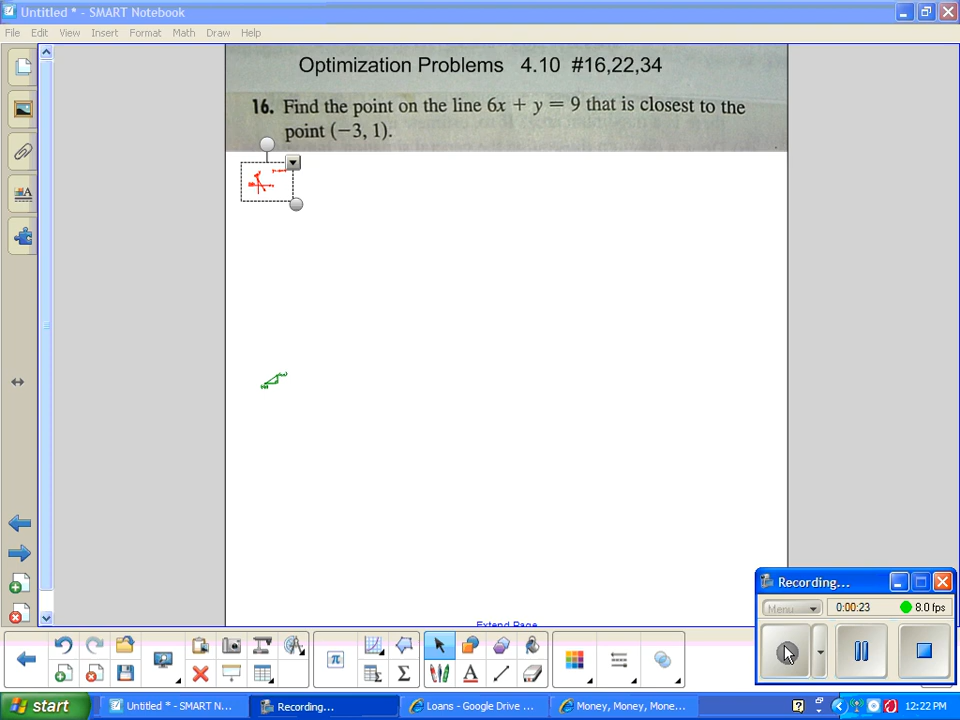 Untitled * - SMART Notebook
File Edit View Insert Format Math Draw Help
Optimization Problems 4.10 #16,22,34
16. Find the point on the line 6x + y = 9 that is closest to the
point (−3, 1).
Extend Page
Recording...
Menu
0:00:23
8.0 fps
start
Untitled * - SMART N...
Recording...
Loans - Google Drive ...
Money, Money, Mone...
12:22 PM